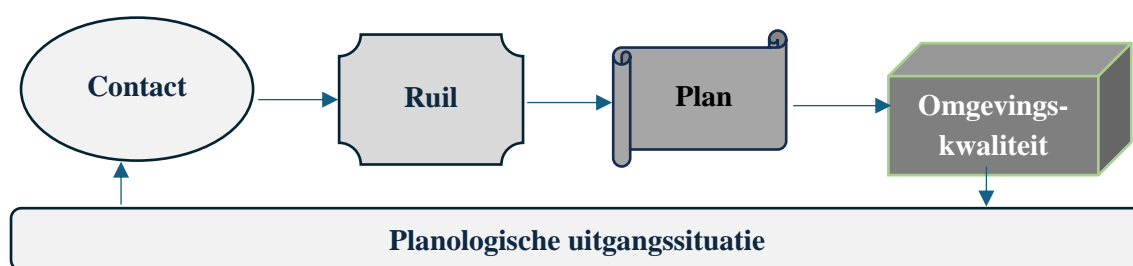 Contact
Ruil
Plan
Omgevings-
kwaliteit
Planologische uitgangssituatie